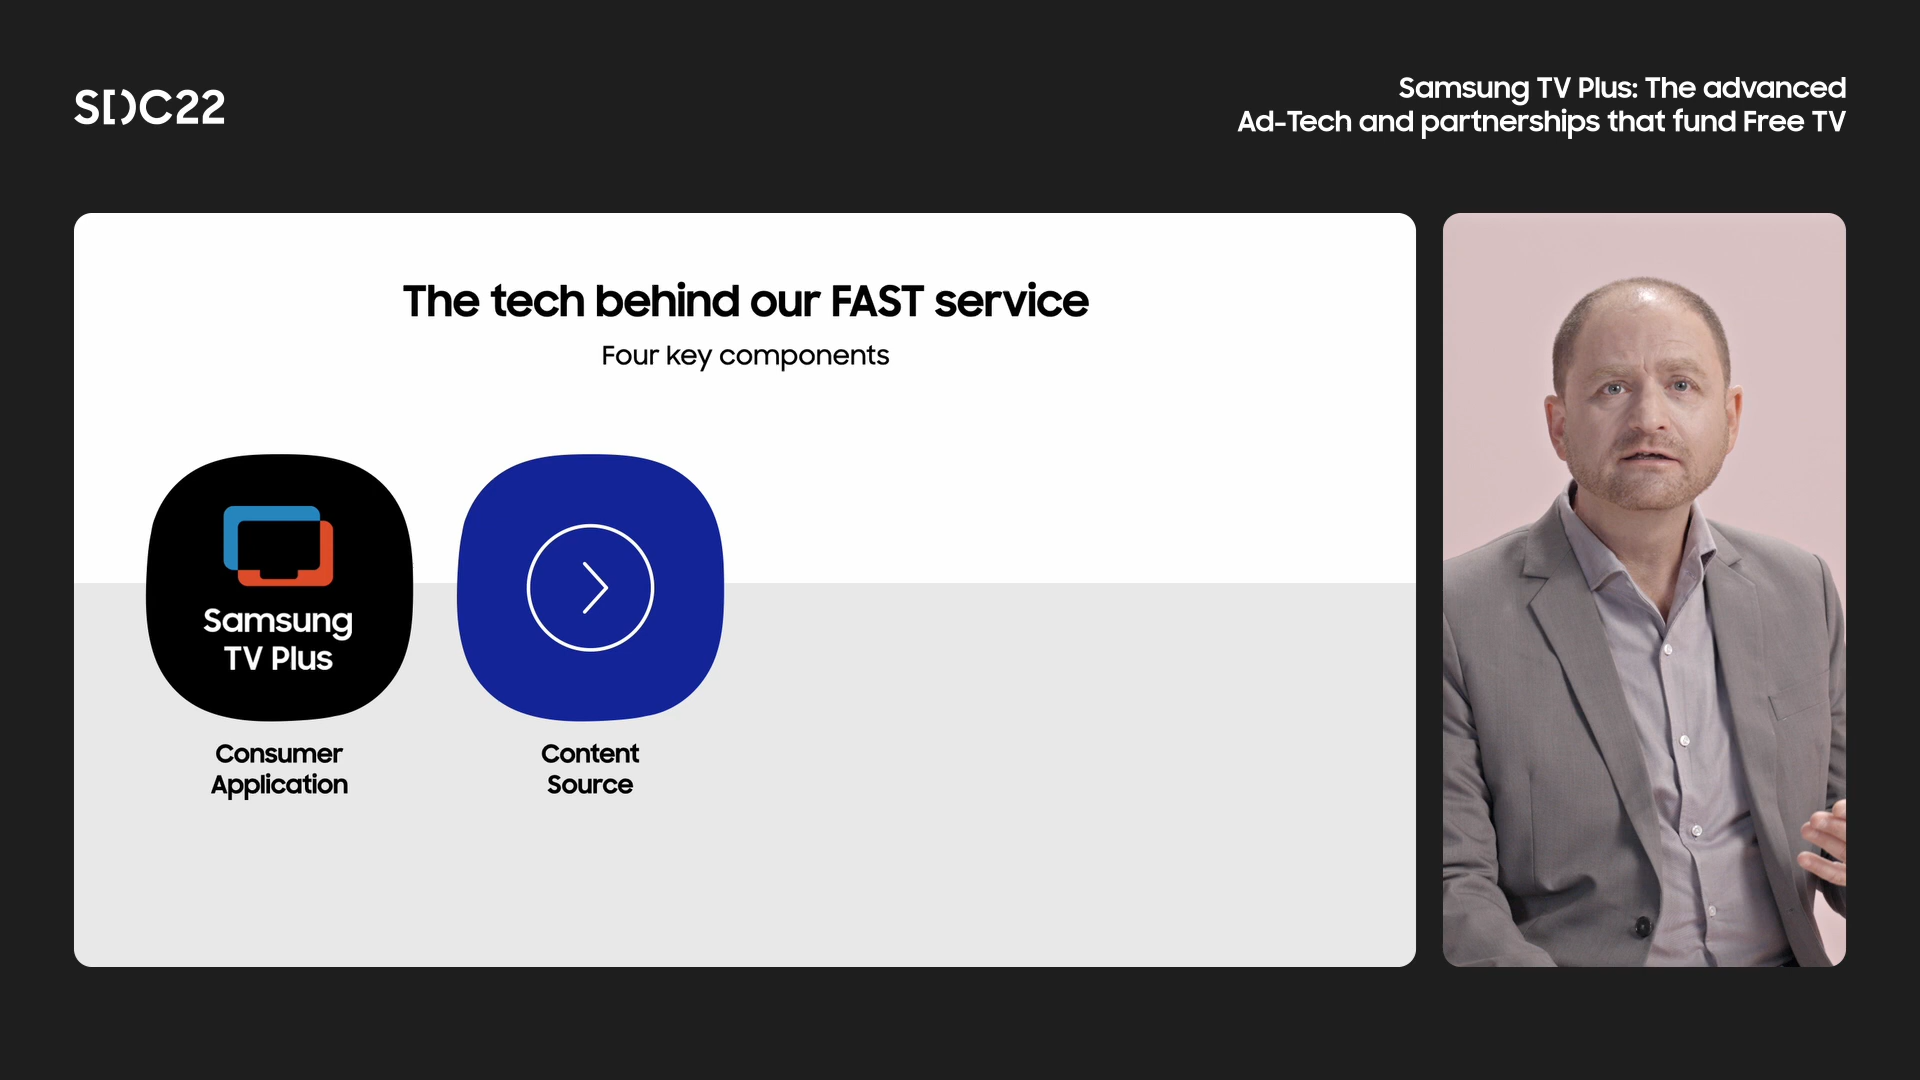 SDC22
Samsung TV Plus: The advanced
Ad-Tech and partnerships that fund Free TV
The tech behind our FAST service
Four key components
Samsung
TV Plus
Consumer
Application
Content
Source